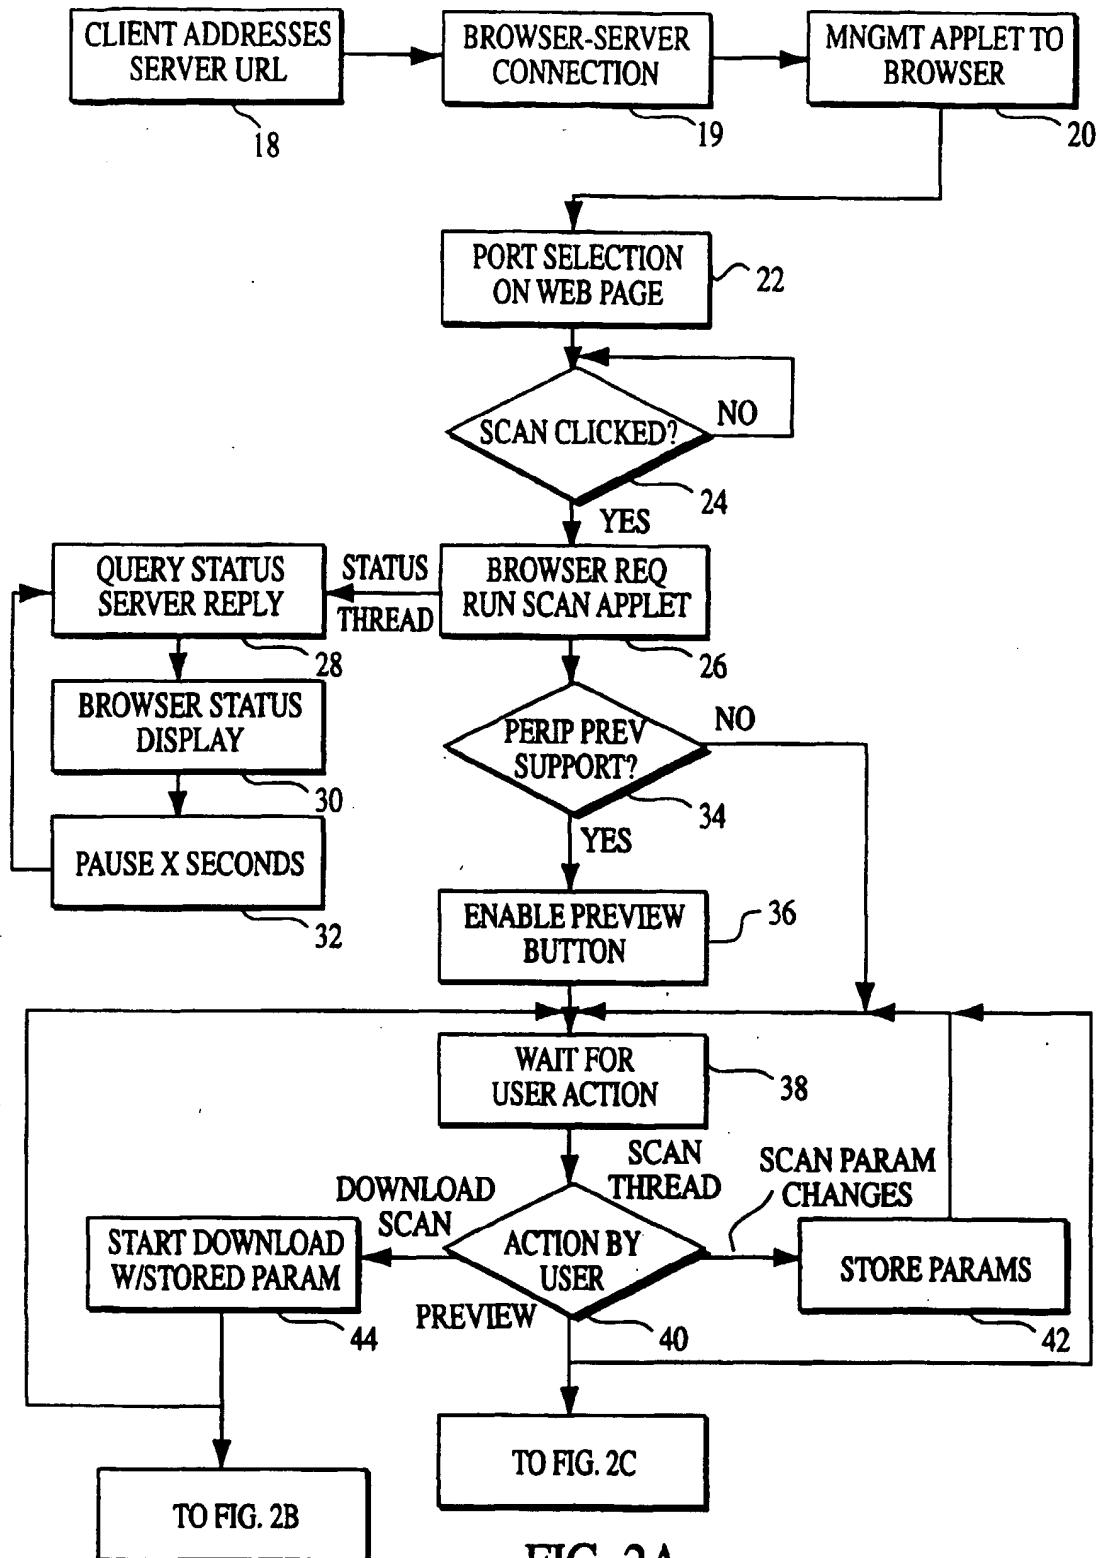 CLIENT ADDRESSES
SERVER URL
18
BROWSER-SERVER
CONNECTION
19
MNGMT APPLET TO
BROWSER
20
PORT SELECTION
ON WEB PAGE
22
SCAN CLICKED?
NO
24
YES
BROWSER REQ
RUN SCAN APPLET
26
STATUS
THREAD
QUERY STATUS
SERVER REPLY
28
BROWSER STATUS
DISPLAY
30
PAUSE X SECONDS
32
PERIP PREV
SUPPORT?
NO
34
YES
ENABLE PREVIEW
BUTTON
36
WAIT FOR
USER ACTION
38
SCAN
THREAD
ACTION BY
USER
40
SCAN PARAM
CHANGES
STORE PARAMS
42
DOWNLOAD
SCAN
START DOWNLOAD
W/STORED PARAM
44
PREVIEW
TO FIG. 2C
TO FIG. 2B
FIG. 2A